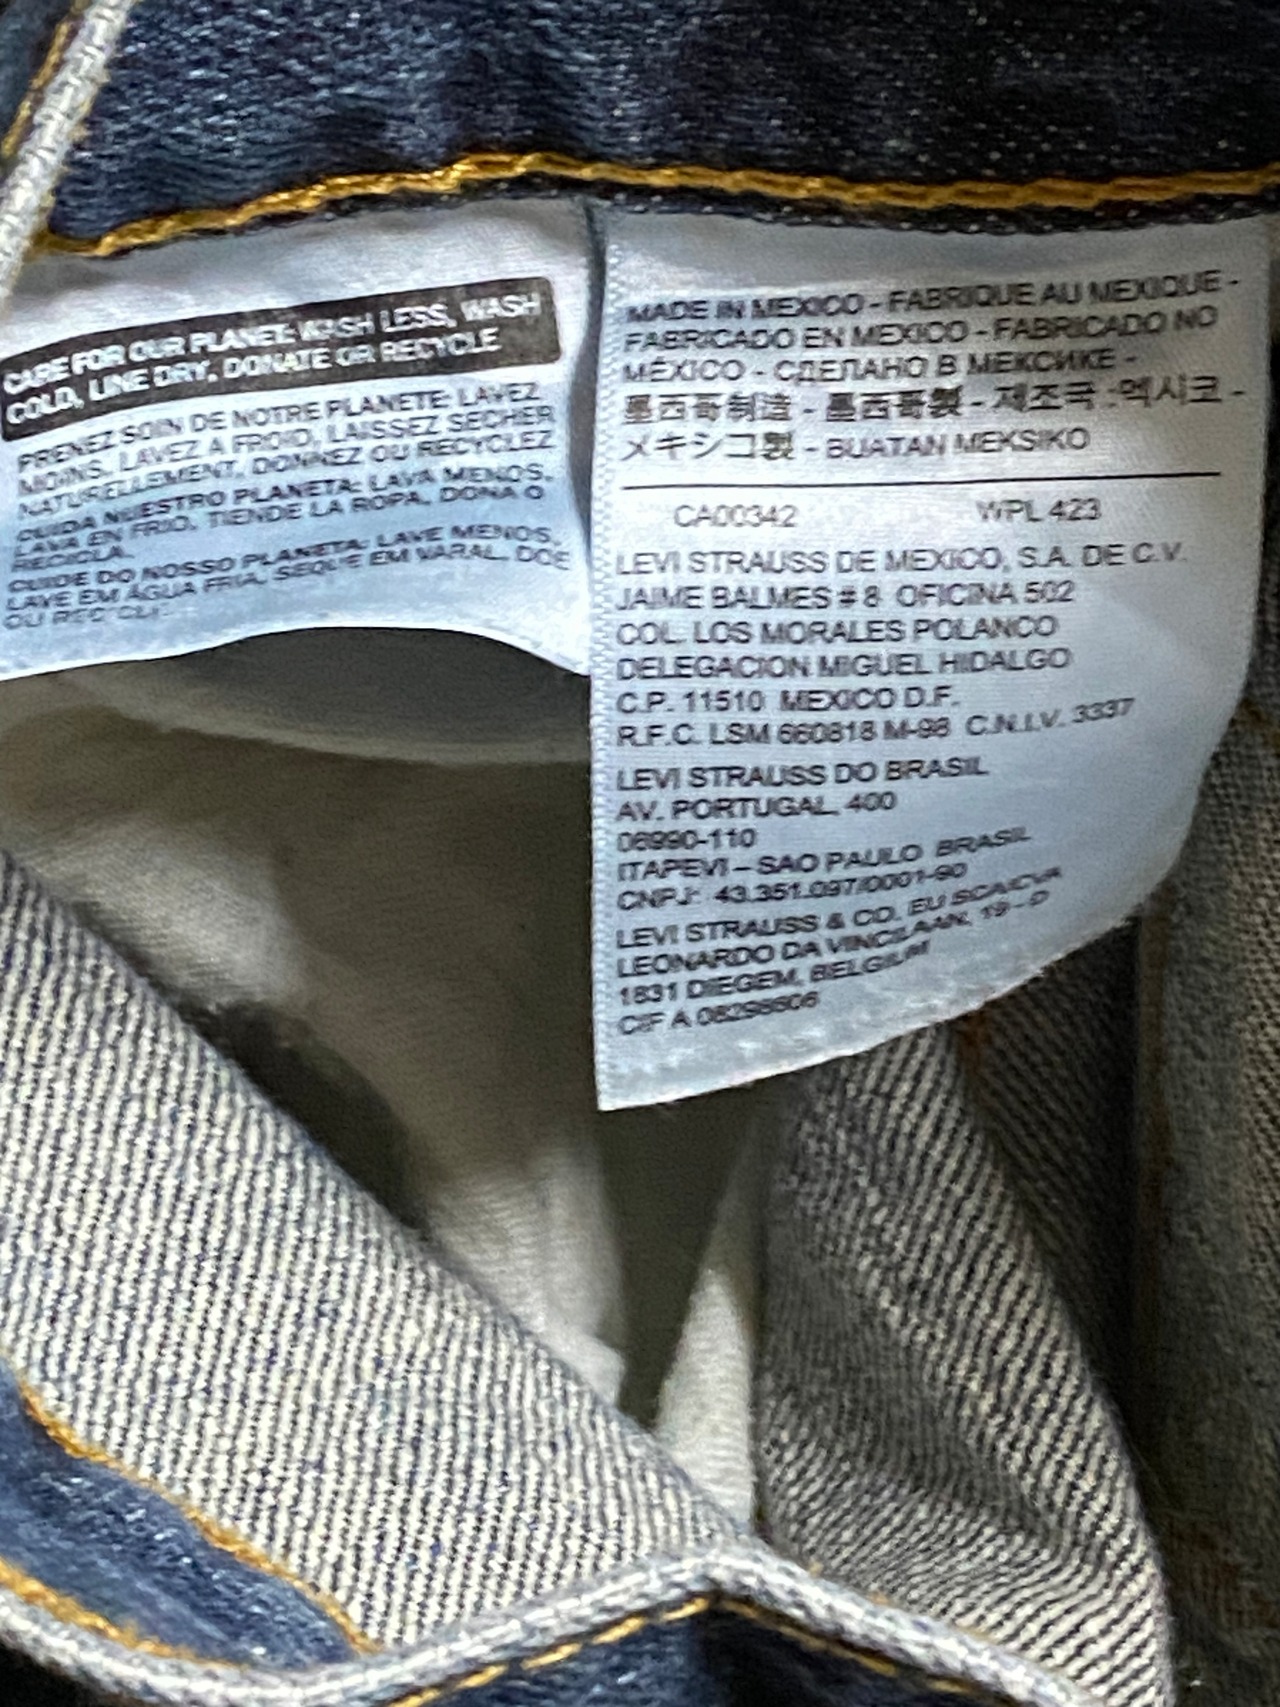 CARE FOR OUR PLANET: WASH LESS, WASH
COLD, LINE DRY, DONATE OR RECYCLE
PRENEZ SOIN DE NOTRE PLANETE: LAVEZ
MOINS, LAVEZ A FROID, LAISSEZ SECHER
NATURELLEMENT, DONNEZ OU RECYCLEZ
CUIDA NUESTRO PLANETA: LAVA MENOS,
LAVA EN FRIO, TIENDE LA ROPA, DONA O
RECICLA.
CUIDE DO NOSSO PLANETA: LAVE MENOS,
LAVE EM ÁGUA FRIA, SEQUE EM VARAL, DOE
OU RECICLE.
MADE IN MEXICO - FABRIQUE AU MEXIQUE -
FABRICADO EN MEXICO - FABRICADO NO
MÉXICO - СДЕЛАНО В МЕКСИКЕ -
墨西哥制造 - 墨西哥製 - 제조국 :멕시코 -
メキシコ製 - BUATAN MEKSIKO
CA00342 WPL 423
LEVI STRAUSS DE MEXICO, S.A. DE C.V.
JAIME BALMES # 8 OFICINA 502
COL. LOS MORALES POLANCO
DELEGACION MIGUEL HIDALGO
C.P. 11510 MEXICO D.F.
R.F.C. LSM 660818 M-98 C.N.I.V. 3337
LEVI STRAUSS DO BRASIL
AV. PORTUGAL, 400
06990-110
ITAPEVI – SAO PAULO BRASIL
CNPJ: 43.351.097/0001-90
LEVI STRAUSS & CO. EU SCA/CVA
LEONARDO DA VINCILAAN, 19 - D
1831 DIEGEM, BELGIUM
CIF A 08298606